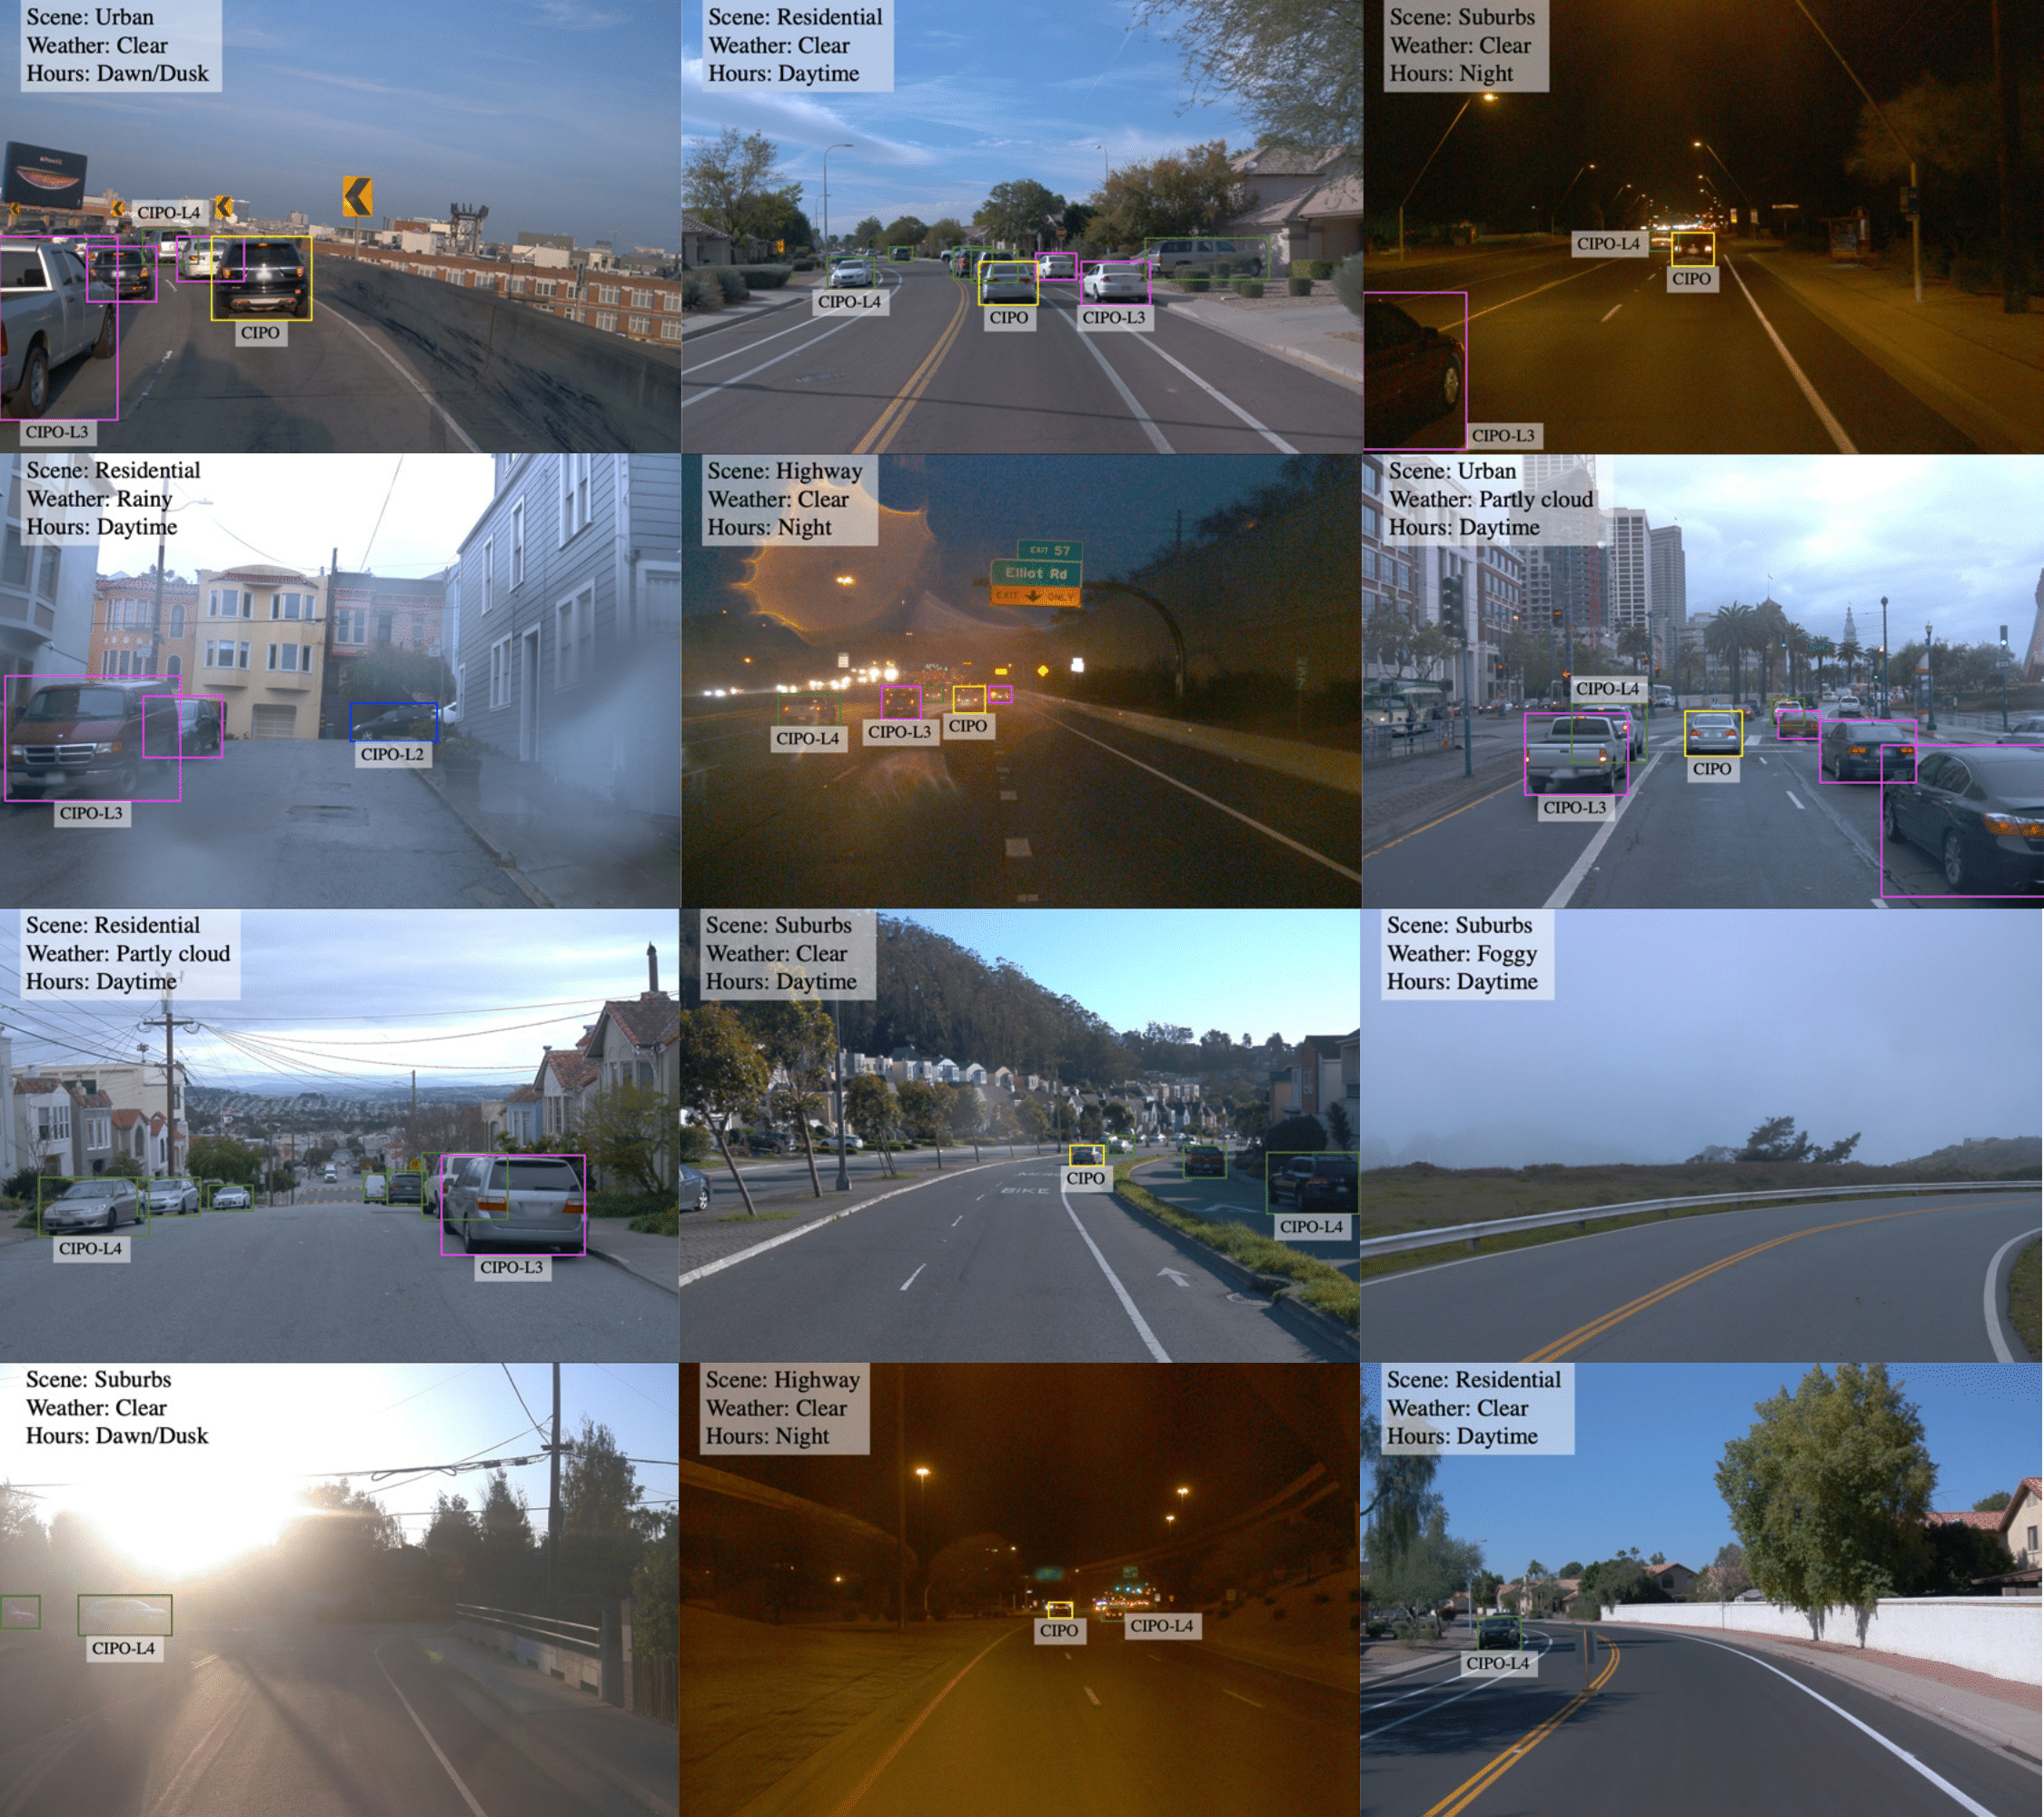 Scene: Urban
Weather: Clear
Hours: Dawn/Dusk
CIPO-L4
CIPO
CIPO-L3
Scene: Residential
Weather: Clear
Hours: Daytime
CIPO-L4
CIPO
CIPO-L3
Scene: Suburbs
Weather: Clear
Hours: Night
CIPO-L4
CIPO
CIPO-L3
Scene: Residential
Weather: Rainy
Hours: Daytime
CIPO-L2
CIPO-L3
Scene: Highway
Weather: Clear
Hours: Night
EXIT 57
Elliot Rd
EXIT ONLY
CIPO-L4
CIPO-L3
CIPO
Scene: Urban
Weather: Partly cloud
Hours: Daytime
CIPO-L4
CIPO
CIPO-L3
Scene: Residential
Weather: Partly cloud
Hours: Daytime
CIPO-L4
CIPO-L3
Scene: Suburbs
Weather: Clear
Hours: Daytime
CIPO
BIKE
CIPO-L4
Scene: Suburbs
Weather: Foggy
Hours: Daytime
Scene: Suburbs
Weather: Clear
Hours: Dawn/Dusk
CIPO-L4
Scene: Highway
Weather: Clear
Hours: Night
CIPO
CIPO-L4
Scene: Residential
Weather: Clear
Hours: Daytime
CIPO-L4